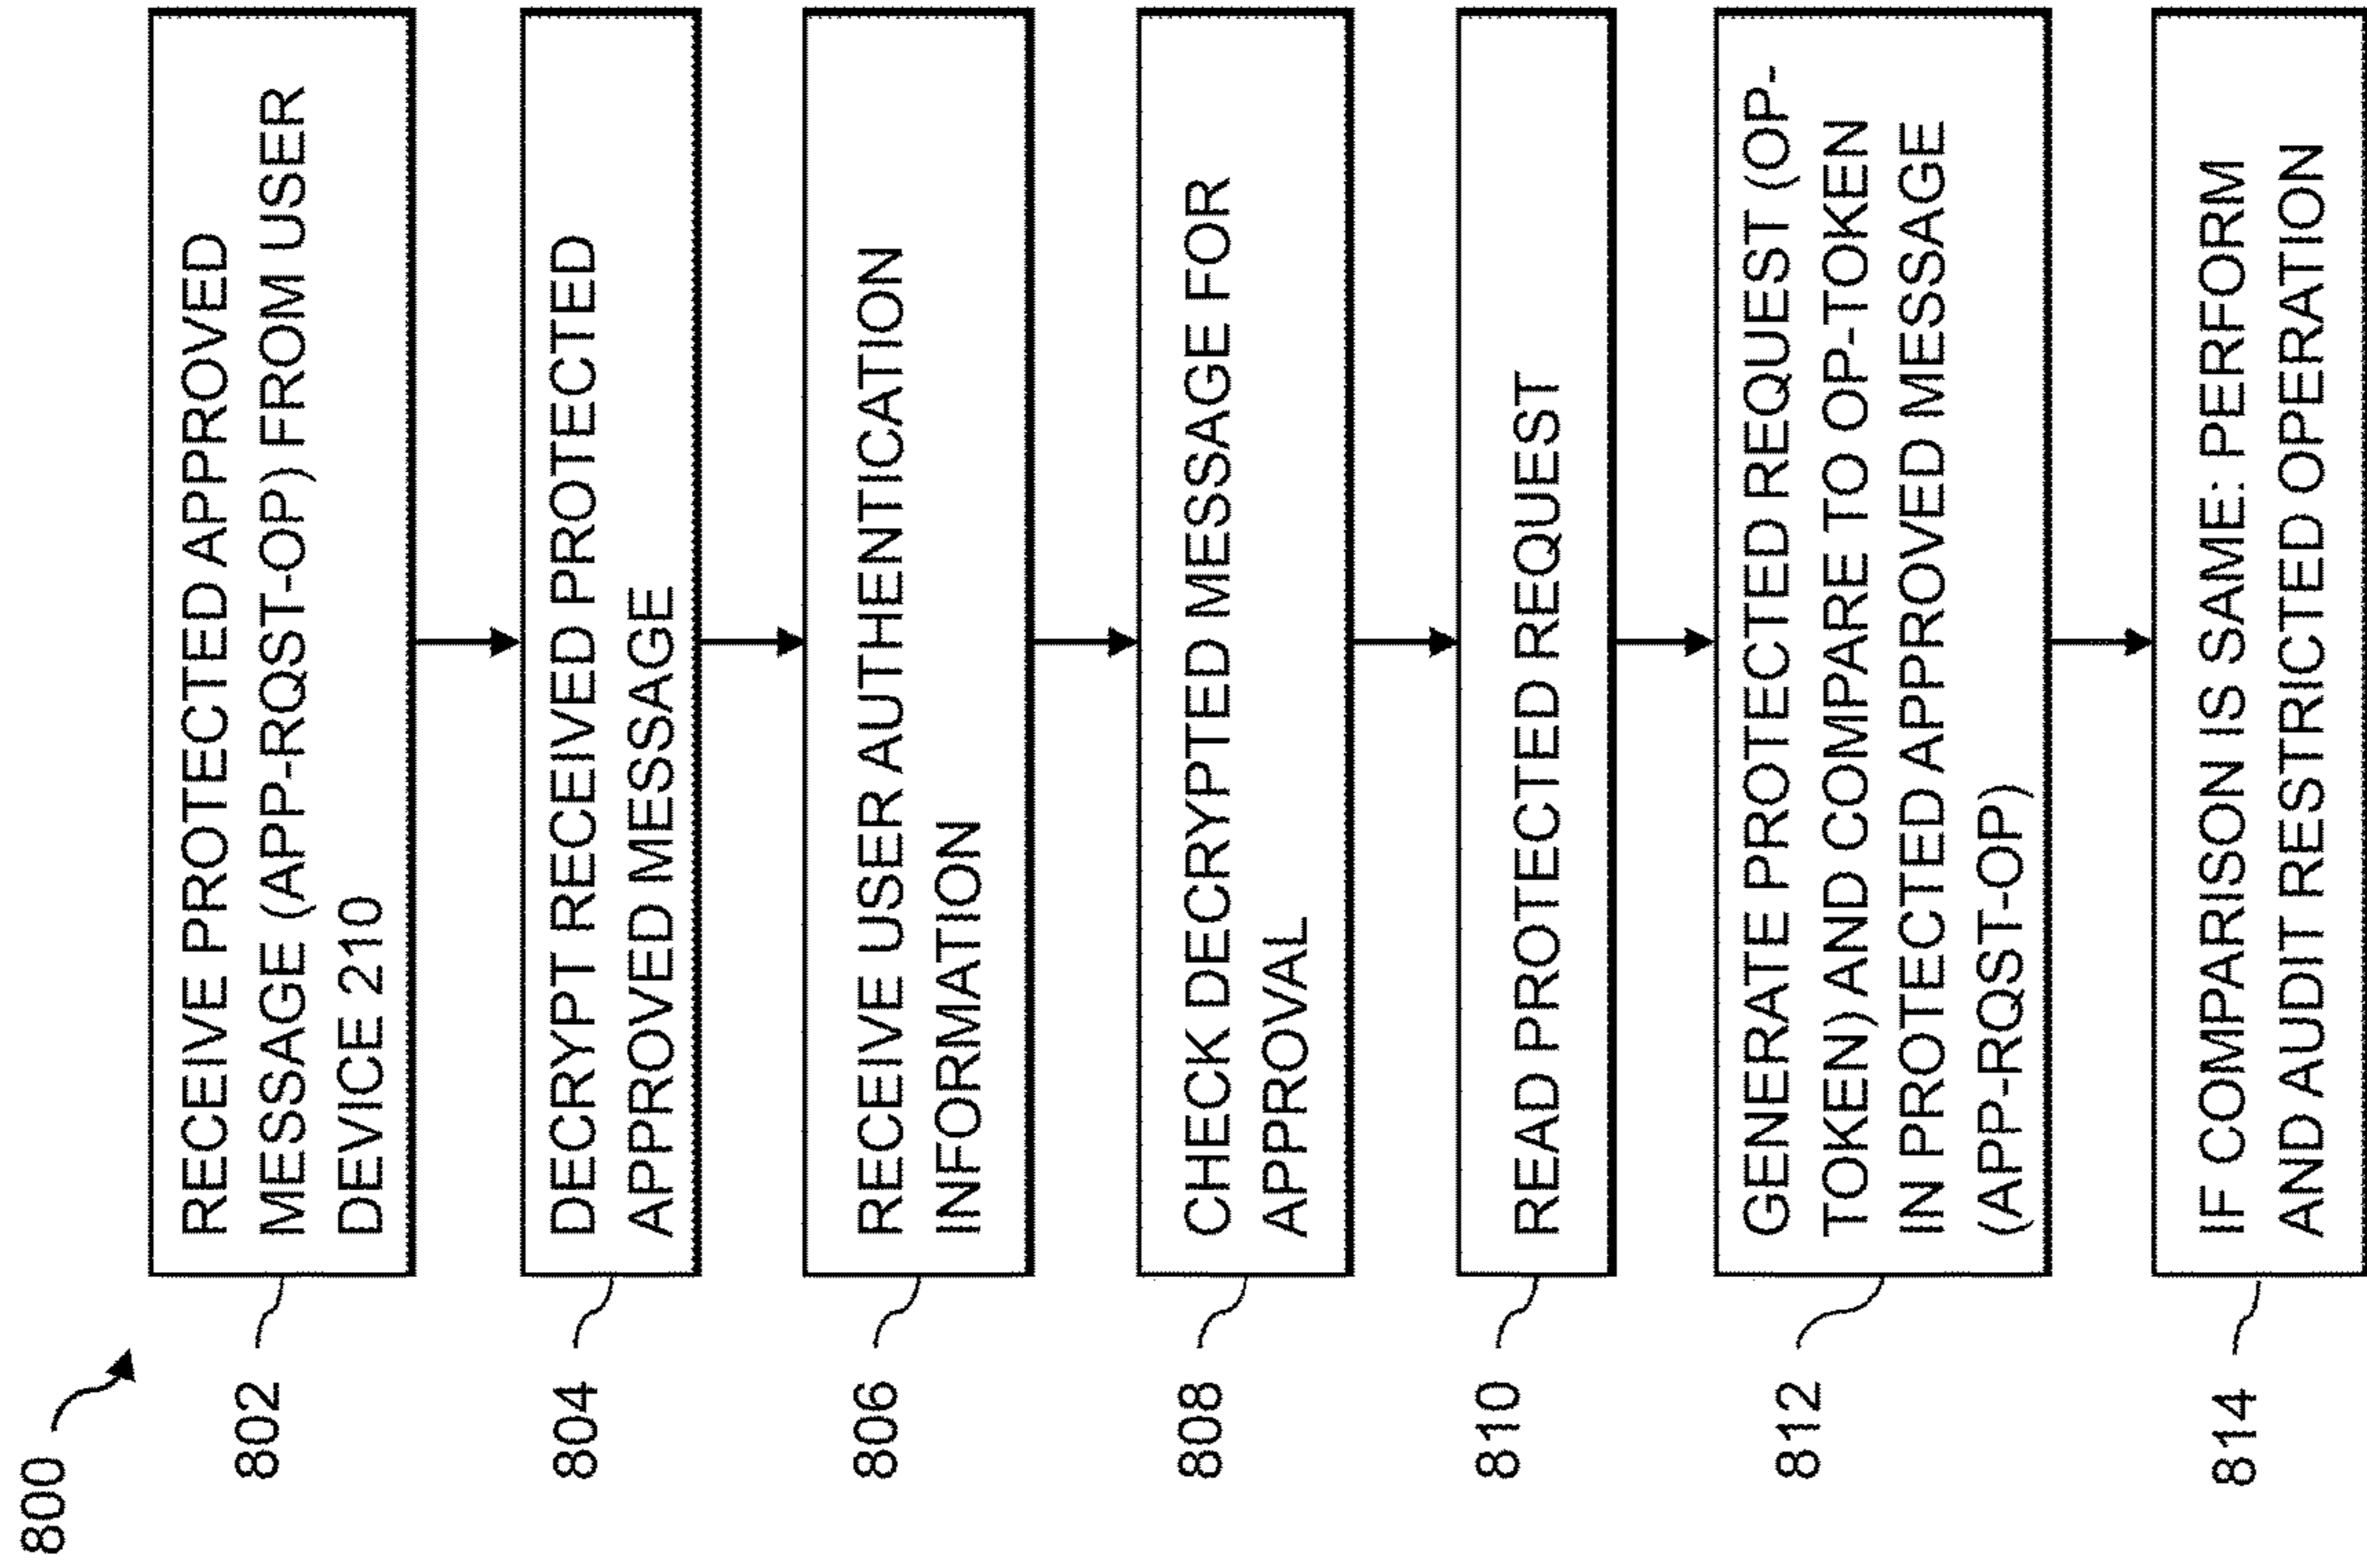 800
802
RECEIVE PROTECTED APPROVED
MESSAGE (APP-RQST-OP) FROM USER
DEVICE 210
804
DECRYPT RECEIVED PROTECTED
APPROVED MESSAGE
806
RECEIVE USER AUTHENTICATION
INFORMATION
808
CHECK DECRYPTED MESSAGE FOR
APPROVAL
810
READ PROTECTED REQUEST
812
GENERATE PROTECTED REQUEST (OP-
TOKEN) AND COMPARE TO OP-TOKEN
IN PROTECTED APPROVED MESSAGE
(APP-RQST-OP)
814
IF COMPARISON IS SAME: PERFORM
AND AUDIT RESTRICTED OPERATION